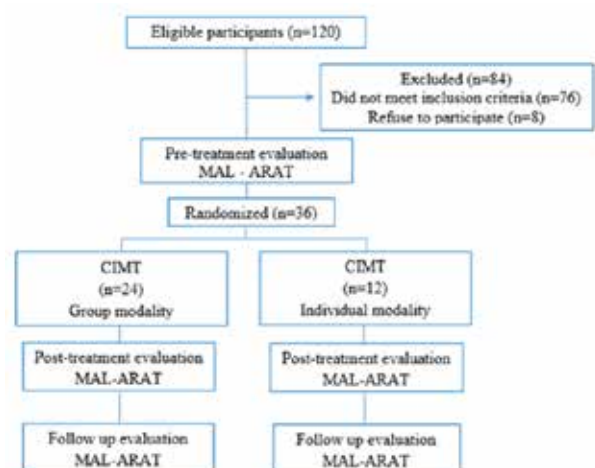 Eligible participants (n=120)
Excluded (n=84)
Did not meet inclusion criteria (n=76)
Refuse to participate (n=8)
Pre-treatment evaluation
MAL - ARAT
Randomized (n=36)
CIMT
(n=24)
Group modality
CIMT
(n=12)
Individual modality
Post-treatment evaluation
MAL-ARAT
Post-treatment evaluation
MAL-ARAT
Follow up evaluation
MAL-ARAT
Follow up evaluation
MAL-ARAT